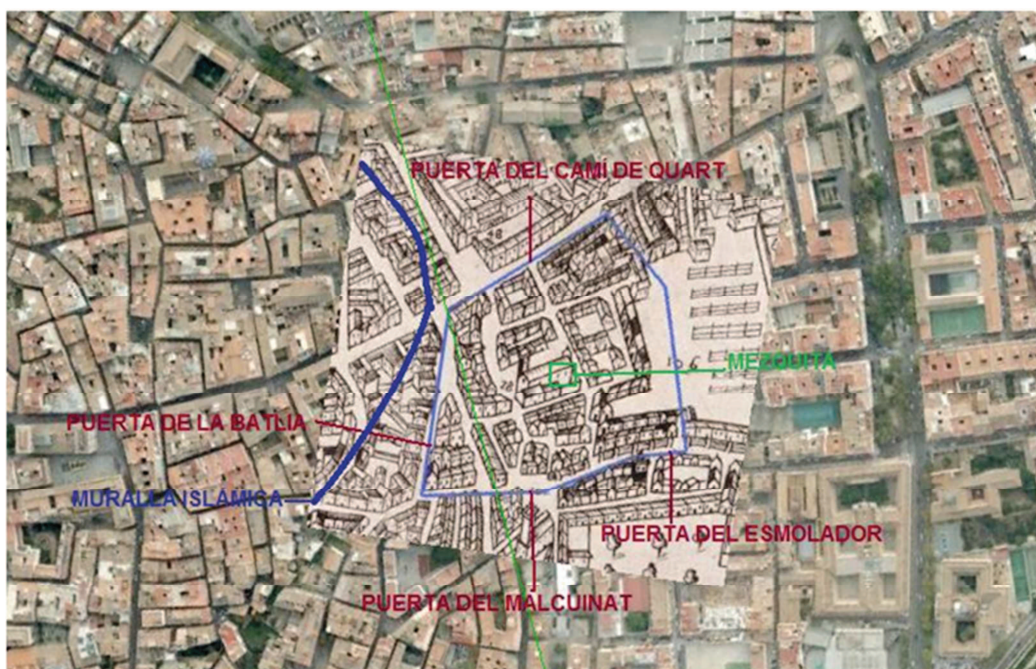 PUERTA DEL CAMÍ DE QUART
MEZQUITA
PUERTA DE LA BATLIA
MURALLA ISLÁMICA
PUERTA DEL ESMOLADOR
PUERTA DEL MALCUINAT